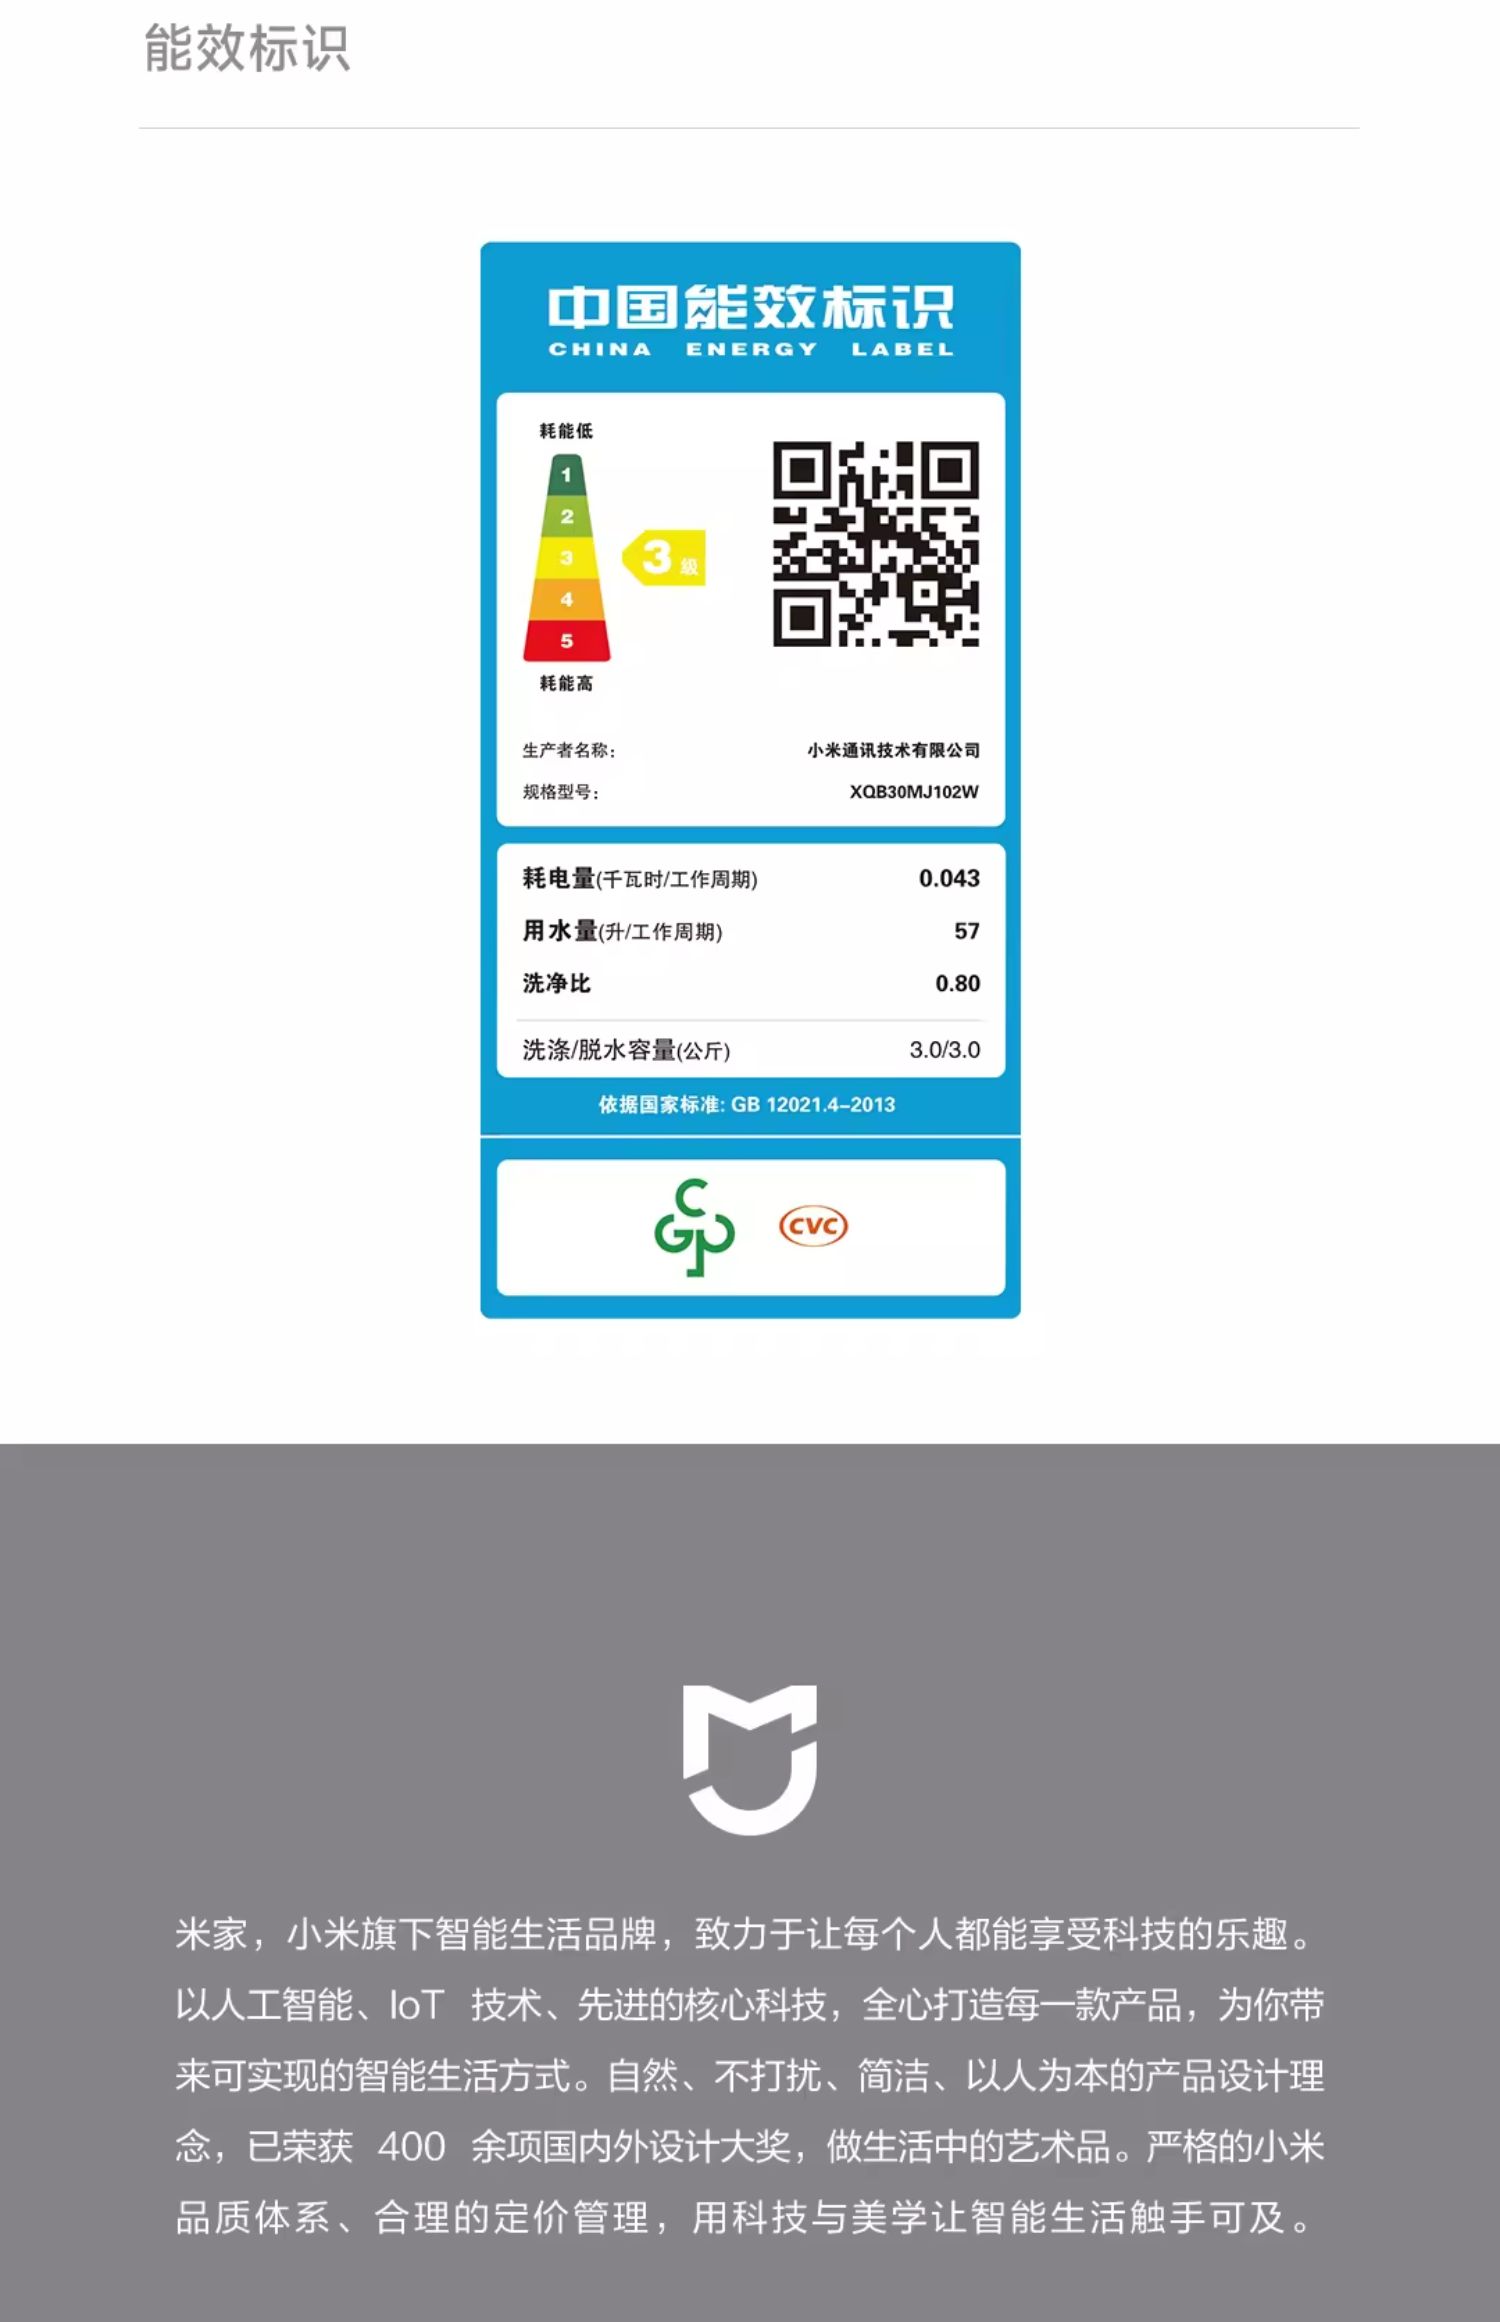 能效标识
中国能效标识
CHINA ENERGY LABEL
耗能低
1
2
3
3级
4
5
耗能高
生产者名称: 小米通讯技术有限公司
规格型号: XQB30MJ102W
耗电量(千瓦时/工作周期) 0.043
用水量(升/工作周期) 57
洗净比 0.80
洗涤/脱水容量(公斤) 3.0/3.0
依据国家标准: GB 12021.4-2013
CGP CVC
米家，小米旗下智能生活品牌，致力于让每个人都能享受科技的乐趣。
以人工智能、IoT 技术、先进的核心科技，全心打造每一款产品，为你带
来可实现的智能生活方式。自然、不打扰、简洁、以人为本的产品设计理
念，已荣获 400 余项国内外设计大奖，做生活中的艺术品。严格的小米
品质体系、合理的定价管理，用科技与美学让智能生活触手可及。